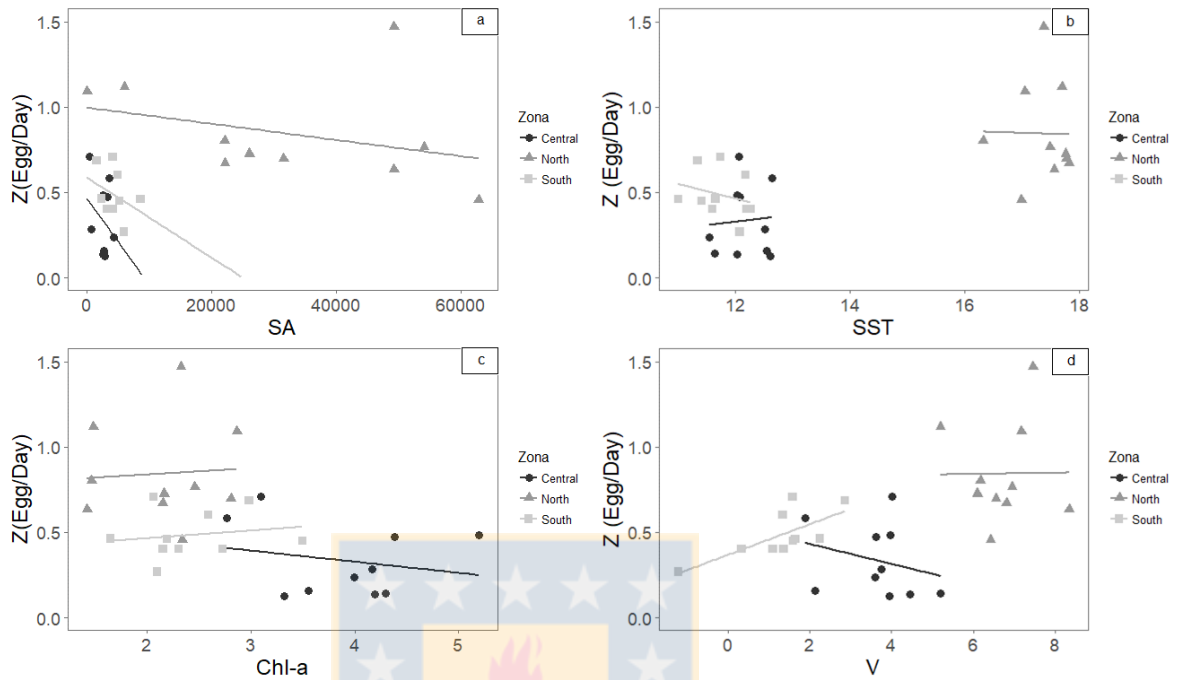 a
Z(Egg/Day)
1.5
1.0
0.5
0.0
0
20000
40000
60000
SA
Zona
Central
North
South
b
Z (Egg/Day)
1.5
1.0
0.5
0.0
12
14
16
18
SST
Zona
Central
North
South
c
Z(Egg/Day)
1.5
1.0
0.5
0.0
2
3
4
5
Chl-a
Zona
Central
North
South
d
Z (Egg/Day)
1.5
1.0
0.5
0.0
0
2
4
6
8
V
Zona
Central
North
South